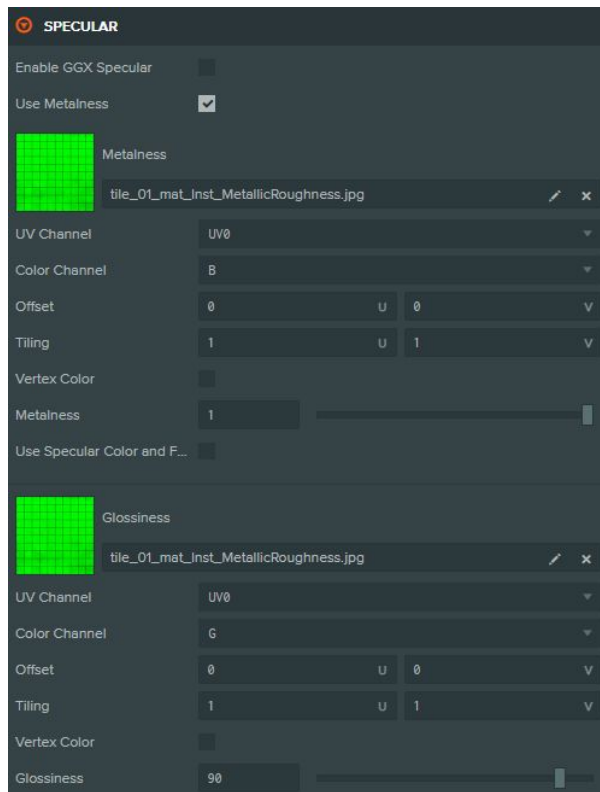 SPECULAR
Enable GGX Specular
Use Metalness
Metalness
tile_01_mat_Inst_MetallicRoughness.jpg
UV Channel UV0
Color Channel B
Offset 0 U 0 V
Tiling 1 U 1 V
Vertex Color
Metalness 1
Use Specular Color and F...
Glossiness
tile_01_mat_Inst_MetallicRoughness.jpg
UV Channel UV0
Color Channel G
Offset 0 U 0 V
Tiling 1 U 1 V
Vertex Color
Glossiness 90